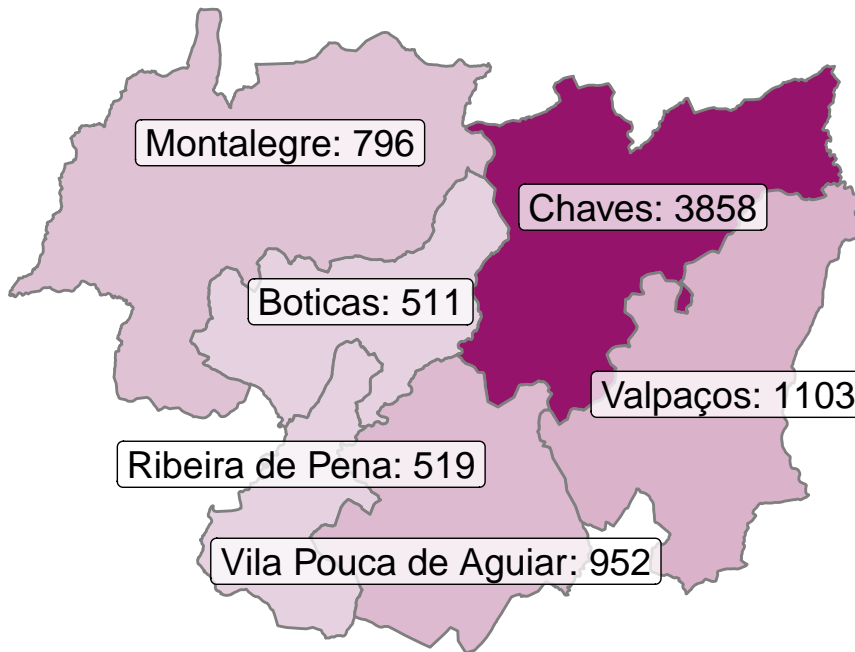 Montalegre: 796
Chaves: 3858
Boticas: 511
Valpaços: 1103
Ribeira de Pena: 519
Vila Pouca de Aguiar: 952